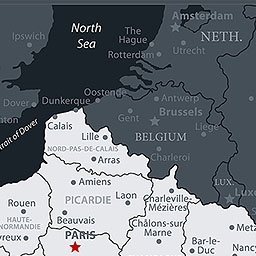 Amsterdam
North
Sea
The
Hague
Ipswich
NETH.
Utrecht
Rotterdam
Oostende
Antwerp
Dover
Dunkerque
Brussels
Gent
Strait of Dover
Calais
Liège
Lille
BELGIUM
NORD-PAS-DE-CALAIS
Arras
Charleroi
Amiens
LUX.
Laon
Charleville-
Mézières
Lux
PICARDIE
Rouen
HAUTE-
NORMANDIE
Beauvais
Châlons-sur-
Marne
Metz
PARIS
Bar-le-
Duc
Nancy